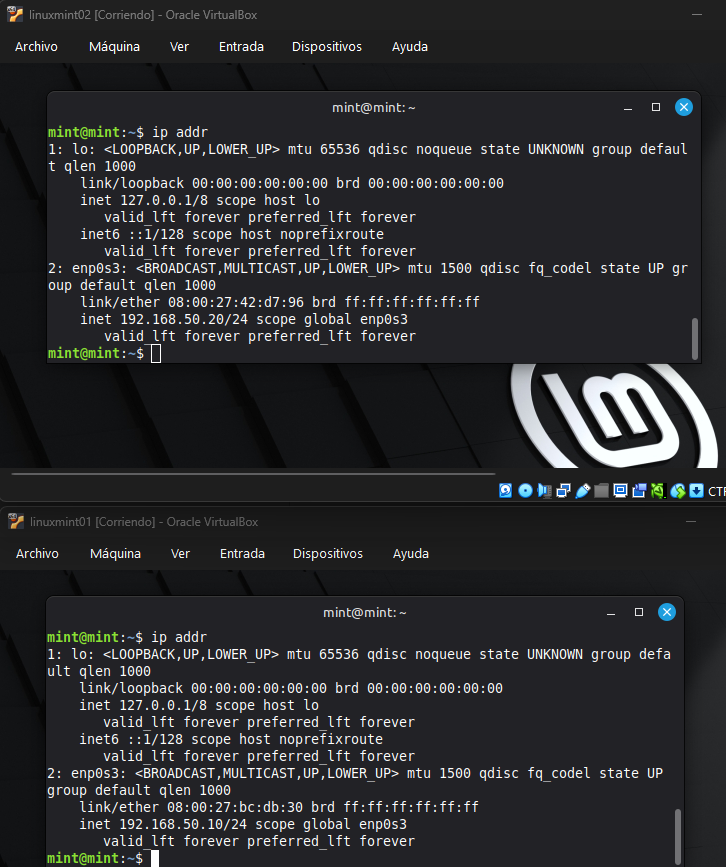 linuxmint02 [Corriendo] - Oracle VirtualBox
Archivo Máquina Ver Entrada Dispositivos Ayuda
mint@mint: ~
mint@mint:~$ ip addr
1: lo: <LOOPBACK,UP,LOWER_UP> mtu 65536 qdisc noqueue state UNKNOWN group defaul
t qlen 1000
    link/loopback 00:00:00:00:00:00 brd 00:00:00:00:00:00
    inet 127.0.0.1/8 scope host lo
       valid_lft forever preferred_lft forever
    inet6 ::1/128 scope host noprefixroute
       valid_lft forever preferred_lft forever
2: enp0s3: <BROADCAST,MULTICAST,UP,LOWER_UP> mtu 1500 qdisc fq_codel state UP gr
oup default qlen 1000
    link/ether 08:00:27:42:d7:96 brd ff:ff:ff:ff:ff:ff
    inet 192.168.50.20/24 scope global enp0s3
       valid_lft forever preferred_lft forever
mint@mint:~$
CTR
linuxmint01 [Corriendo] - Oracle VirtualBox
Archivo Máquina Ver Entrada Dispositivos Ayuda
mint@mint: ~
mint@mint:~$ ip addr
1: lo: <LOOPBACK,UP,LOWER_UP> mtu 65536 qdisc noqueue state UNKNOWN group defa
ult qlen 1000
    link/loopback 00:00:00:00:00:00 brd 00:00:00:00:00:00
    inet 127.0.0.1/8 scope host lo
       valid_lft forever preferred_lft forever
    inet6 ::1/128 scope host noprefixroute
       valid_lft forever preferred_lft forever
2: enp0s3: <BROADCAST,MULTICAST,UP,LOWER_UP> mtu 1500 qdisc fq_codel state UP
group default qlen 1000
    link/ether 08:00:27:bc:db:30 brd ff:ff:ff:ff:ff:ff
    inet 192.168.50.10/24 scope global enp0s3
       valid_lft forever preferred_lft forever
mint@mint:~$